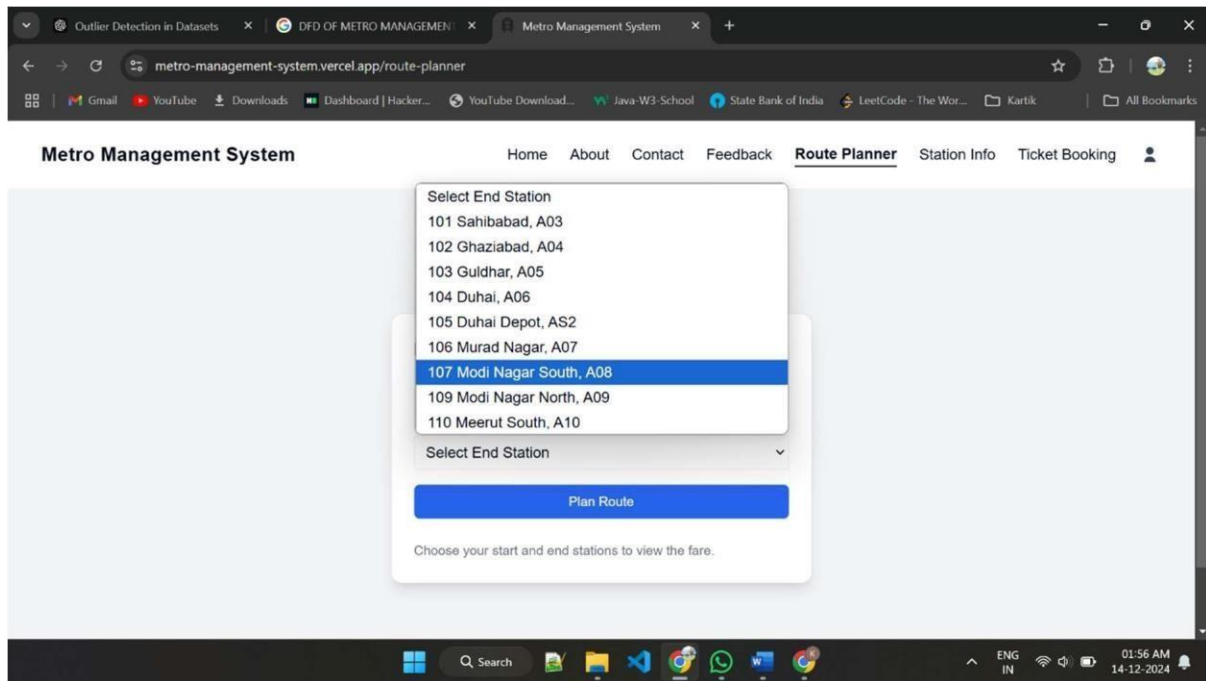 Outlier Detection in Datasets
DFD OF METRO MANAGEMENT
Metro Management System
metro-management-system.vercel.app/route-planner
Gmail YouTube Downloads Dashboard | Hacker... YouTube Download... Java-W3-School State Bank of India LeetCode - The Wor... Kartik All Bookmarks
Metro Management System
Home About Contact Feedback Route Planner Station Info Ticket Booking
Select End Station
101 Sahibabad, A03
102 Ghaziabad, A04
103 Guldhar, A05
104 Duhai, A06
105 Duhai Depot, AS2
106 Murad Nagar, A07
107 Modi Nagar South, A08
109 Modi Nagar North, A09
110 Meerut South, A10
Select End Station
Plan Route
Choose your start and end stations to view the fare.
Search
ENG
IN
01:56 AM
14-12-2024